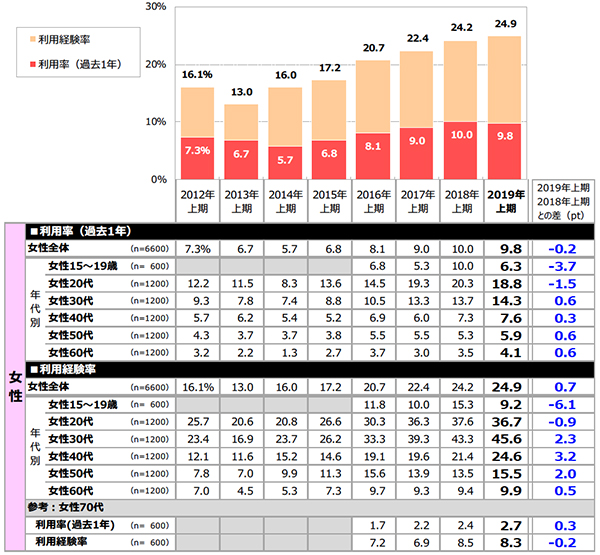 30%
利用経験率
利用率（過去1年）
16.1% 13.0 16.0 17.2 20.7 22.4 24.2 24.9
20%
10%
7.3% 6.7 5.7 6.8 8.1 9.0 10.0 9.8
0%
2012年 2013年 2014年 2015年 2016年 2017年 2018年 2019年 2019年上期
上期 上期 上期 上期 上期 上期 上期 上期 2018年上期
との差（pt）
女性
■利用率（過去1年）
女性全体 (n=6600) 7.3% 6.7 5.7 6.8 8.1 9.0 10.0 9.8 -0.2
年代別
女性15～19歳 (n= 600) 6.8 5.3 10.0 6.3 -3.7
女性20代 (n=1200) 12.2 11.5 8.3 13.6 14.5 19.3 20.3 18.8 -1.5
女性30代 (n=1200) 9.3 7.8 7.4 8.8 10.5 13.3 13.7 14.3 0.6
女性40代 (n=1200) 5.7 6.2 5.4 5.2 6.9 6.0 7.3 7.6 0.3
女性50代 (n=1200) 4.3 3.7 3.7 3.8 5.5 5.5 5.3 5.9 0.6
女性60代 (n=1200) 3.2 2.2 1.3 2.7 3.7 3.0 3.5 4.1 0.6
■利用経験率
女性全体 (n=6600) 16.1% 13.0 16.0 17.2 20.7 22.4 24.2 24.9 0.7
年代別
女性15～19歳 (n= 600) 11.8 10.0 15.3 9.2 -6.1
女性20代 (n=1200) 25.7 20.6 20.8 26.6 30.3 36.3 37.6 36.7 -0.9
女性30代 (n=1200) 23.4 16.9 23.7 26.2 33.3 39.3 43.3 45.6 2.3
女性40代 (n=1200) 12.1 11.6 15.2 14.6 19.1 19.6 21.4 24.6 3.2
女性50代 (n=1200) 7.8 7.0 9.9 11.3 15.6 13.9 13.5 15.5 2.0
女性60代 (n=1200) 7.0 4.5 5.3 7.3 9.7 9.3 9.4 9.9 0.5
参考：女性70代
利用率(過去1年) (n= 600) 1.7 2.2 2.4 2.7 0.3
利用経験率 (n= 600) 7.2 6.9 8.5 8.3 -0.2